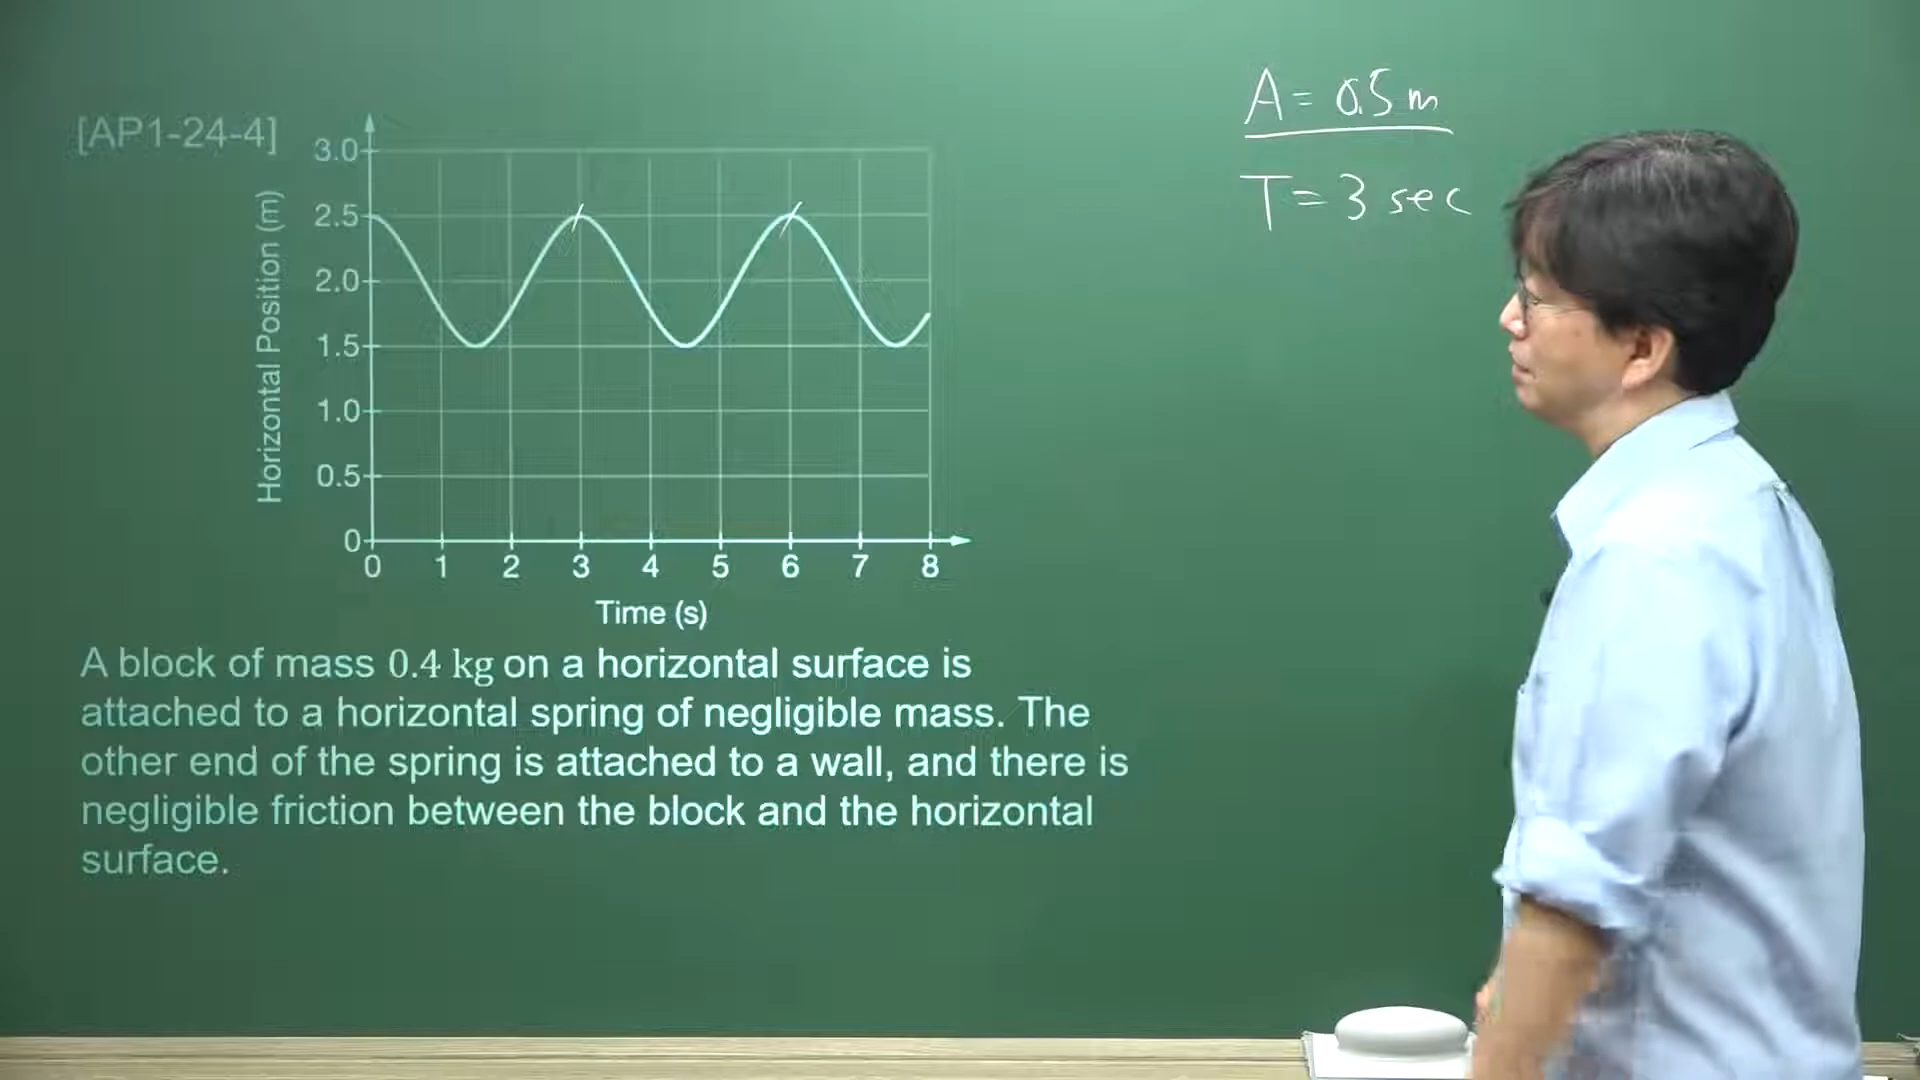 [AP1-24-4]
3.0
2.5
2.0
1.5
1.0
0.5
0
Horizontal Position (m)
0 1 2 3 4 5 6 7 8
Time (s)
A block of mass 0.4 kg on a horizontal surface is
attached to a horizontal spring of negligible mass. The
other end of the spring is attached to a wall, and there is
negligible friction between the block and the horizontal
surface.
A = 0.5 m
T = 3 sec